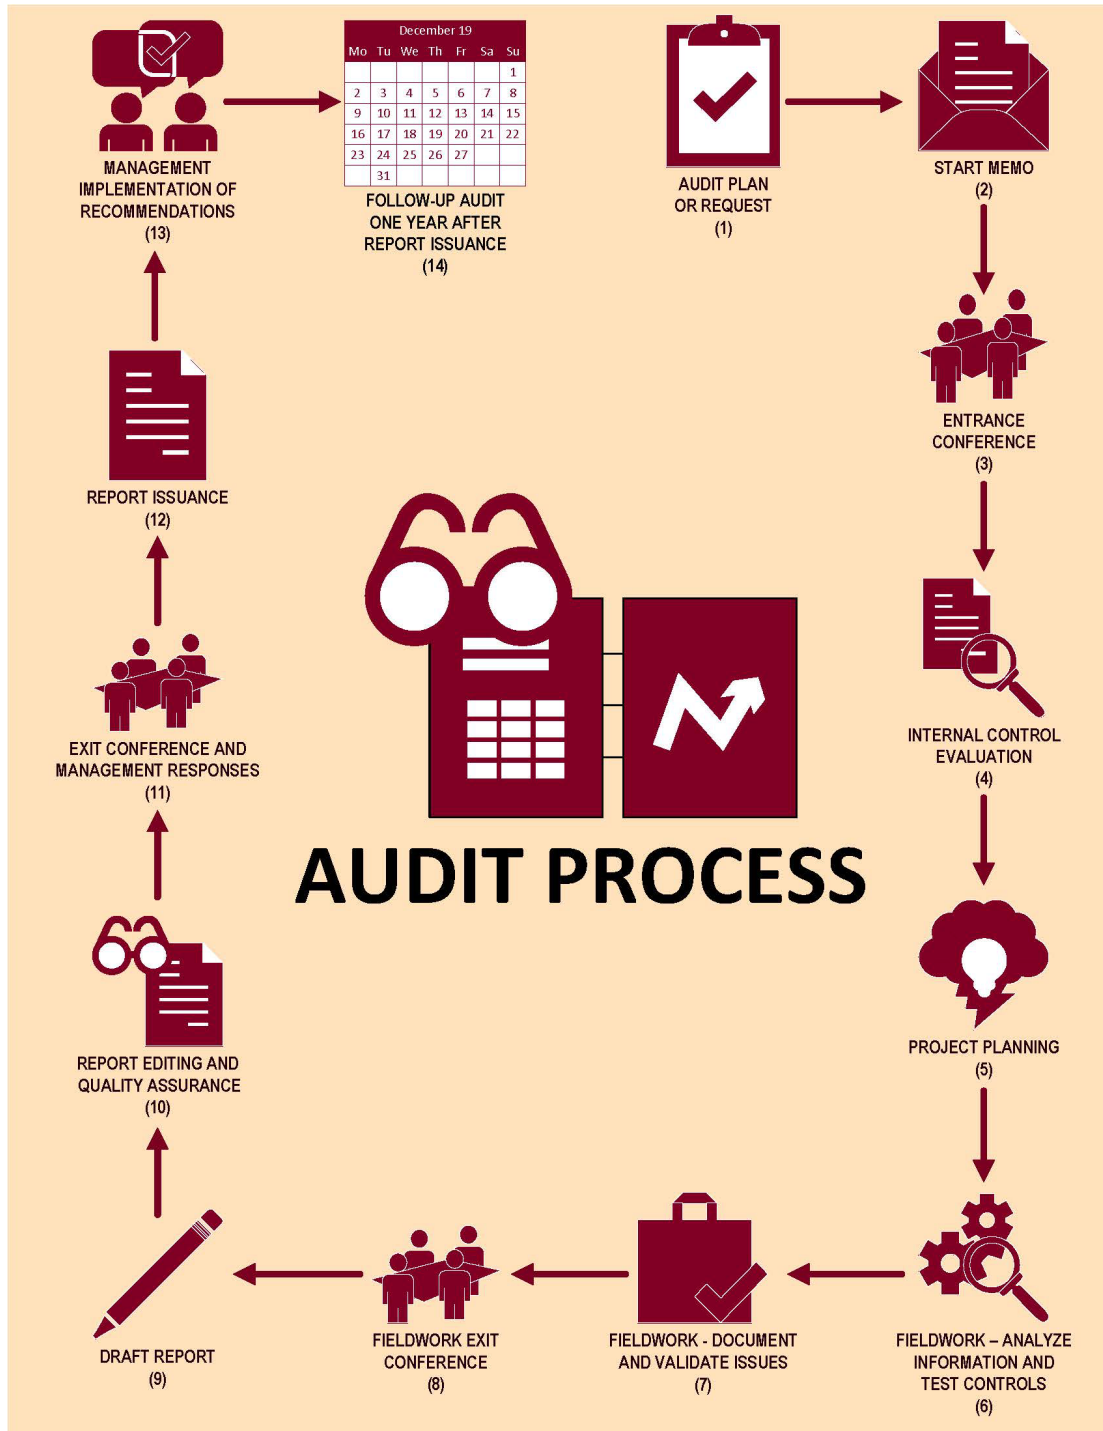 AUDIT PLAN
OR REQUEST
(1)
START MEMO
(2)
ENTRANCE
CONFERENCE
(3)
INTERNAL CONTROL
EVALUATION
(4)
PROJECT PLANNING
(5)
FIELDWORK – ANALYZE
INFORMATION AND
TEST CONTROLS
(6)
FIELDWORK - DOCUMENT
AND VALIDATE ISSUES
(7)
FIELDWORK EXIT
CONFERENCE
(8)
DRAFT REPORT
(9)
REPORT EDITING AND
QUALITY ASSURANCE
(10)
EXIT CONFERENCE AND
MANAGEMENT RESPONSES
(11)
REPORT ISSUANCE
(12)
MANAGEMENT
IMPLEMENTATION OF
RECOMMENDATIONS
(13)
December 19
Mo Tu We Th Fr Sa Su
1
2 3 4 5 6 7 8
9 10 11 12 13 14 15
16 17 18 19 20 21 22
23 24 25 26 27
31
FOLLOW-UP AUDIT
ONE YEAR AFTER
REPORT ISSUANCE
(14)
AUDIT PROCESS